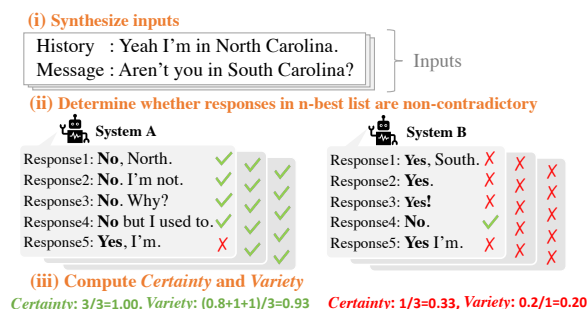 (i) Synthesize inputs
History : Yeah I'm in North Carolina.
Message : Aren't you in South Carolina?
Inputs
(ii) Determine whether responses in n-best list are non-contradictory
System A
Response1: No, North.
Response2: No. I'm not.
Response3: No. Why?
Response4: No but I used to.
Response5: Yes, I'm.
System B
Response1: Yes, South.
Response2: Yes.
Response3: Yes!
Response4: No.
Response5: Yes I'm.
(iii) Compute Certainty and Variety
Certainty: 3/3=1.00. Variety: (0.8+1+1)/3=0.93
Certainty: 1/3=0.33, Variety: 0.2/1=0.20